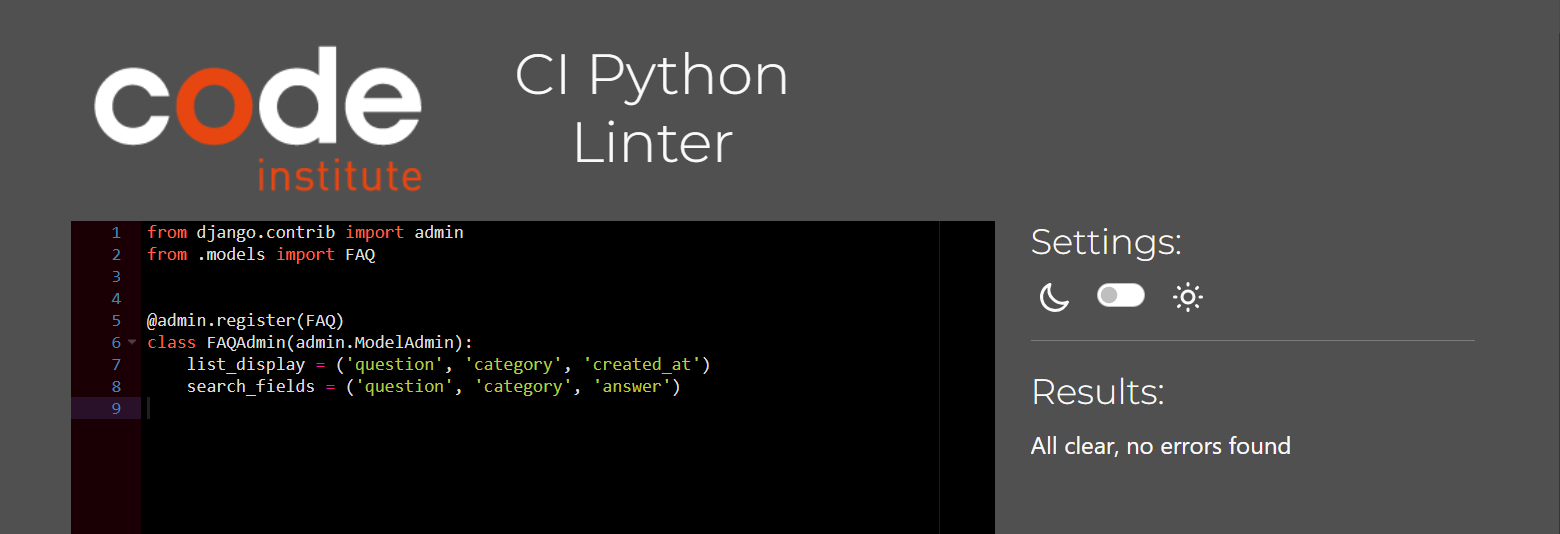 code
institute
CI Python
Linter
1 from django.contrib import admin
2 from .models import FAQ
3
4
5 @admin.register(FAQ)
6 class FAQAdmin(admin.ModelAdmin):
7     list_display = ('question', 'category', 'created_at')
8     search_fields = ('question', 'category', 'answer')
9
Settings:
Results:
All clear, no errors found